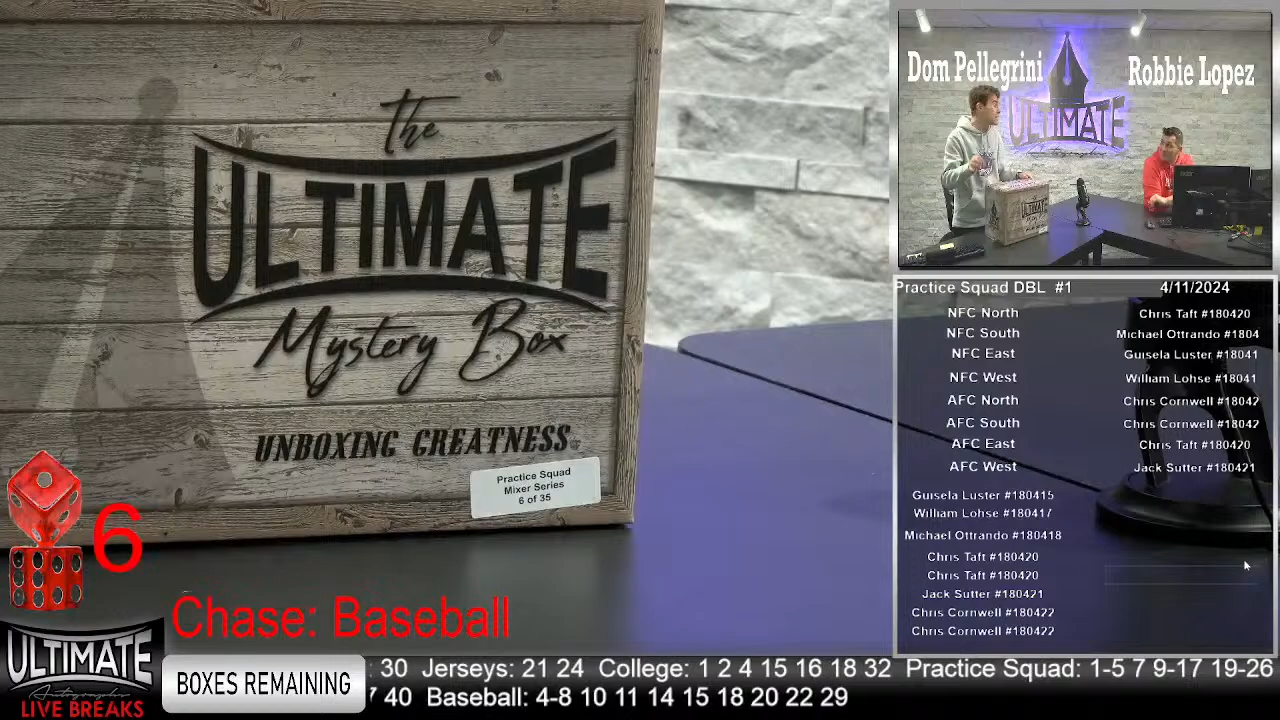 the
ULTIMATE
Mystery Box
UNBOXING GREATNESS
Practice Squad
Mixer Series
6 of 35
6
Chase: Baseball
ULTIMATE
Autographs
LIVE BREAKS
BOXES REMAINING
: 30 Jerseys: 21 24 College: 1 2 4 15 16 18 32 Practice Squad: 1-5 7 9-17 19-26
40 Baseball: 4-8 10 11 14 15 18 20 22 29
Dom Pellegrini
Robbie Lopez
ULTIMATE
ULTIMATE
Practice Squad DBL #1 4/11/2024
NFC North Chris Taft #180420
NFC South Michael Ottrando #1804
NFC East Guisela Luster #18041
NFC West William Lohse #18041
AFC North Chris Cornwell #18042
AFC South Chris Cornwell #18042
AFC East Chris Taft #180420
AFC West Jack Sutter #180421
Guisela Luster #180415
William Lohse #180417
Michael Ottrando #180418
Chris Taft #180420
Chris Taft #180420
Jack Sutter #180421
Chris Cornwell #180422
Chris Cornwell #180422